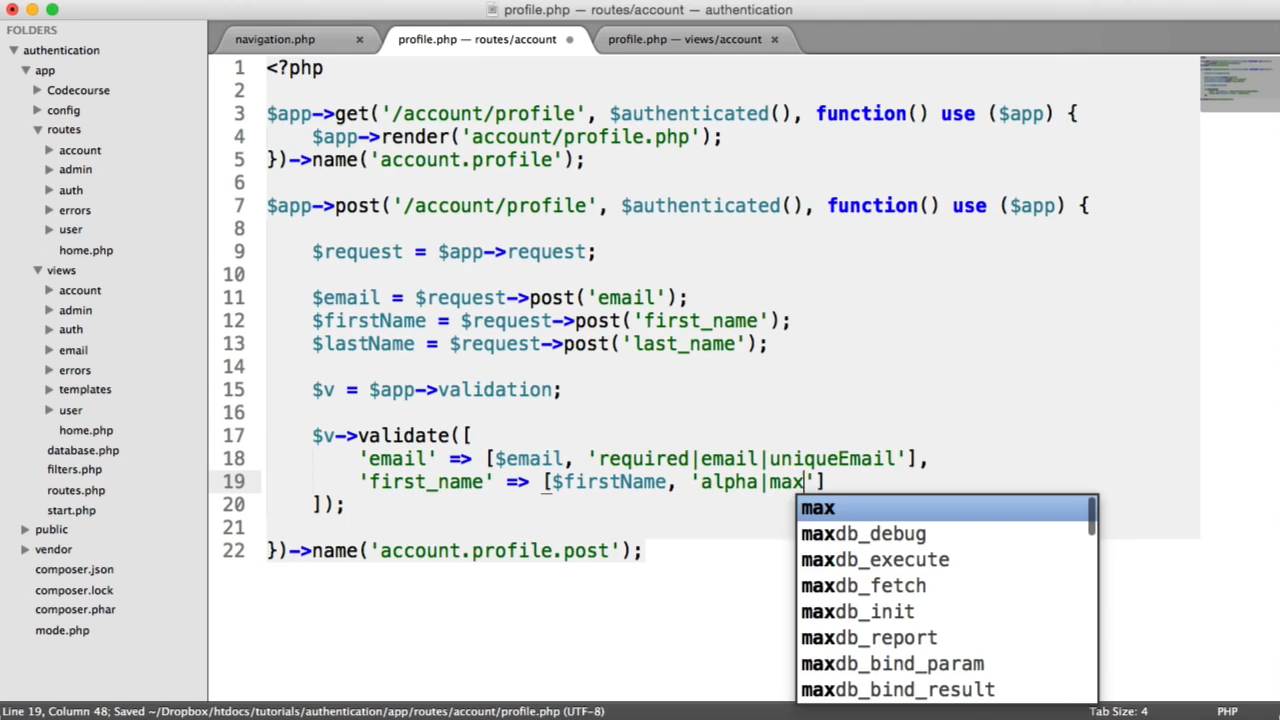 profile.php — routes/account — authentication
FOLDERS
authentication
app
Codecourse
config
routes
account
admin
auth
errors
user
home.php
views
account
admin
auth
email
errors
templates
user
home.php
database.php
filters.php
routes.php
start.php
public
vendor
composer.json
composer.lock
composer.phar
mode.php
navigation.php ×
profile.php — routes/account
profile.php — views/account ×
1 <?php
2
3 $app->get('/account/profile', $authenticated(), function() use ($app) {
4 $app->render('account/profile.php');
5 })->name('account.profile');
6
7 $app->post('/account/profile', $authenticated(), function() use ($app) {
8
9 $request = $app->request;
10
11 $email = $request->post('email');
12 $firstName = $request->post('first_name');
13 $lastName = $request->post('last_name');
14
15 $v = $app->validation;
16
17 $v->validate([
18 'email' => [$email, 'required|email|uniqueEmail'],
19 'first_name' => [$firstName, 'alpha|max']
20 ]);
21
22 })->name('account.profile.post');
max
maxdb_debug
maxdb_execute
maxdb_fetch
maxdb_init
maxdb_report
maxdb_bind_param
maxdb_bind_result
Line 19, Column 48; Saved ~/Dropbox/htdocs/tutorials/authentication/app/routes/account/profile.php (UTF-8)
Tab Size: 4
PHP